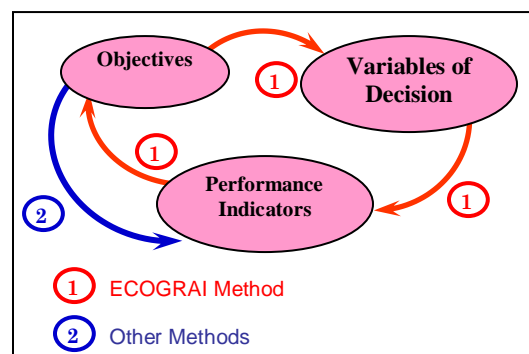 Objectives
Variables of
Decision
1
1
Performance
Indicators
1
2
1 ECOGRAI Method
2 Other Methods